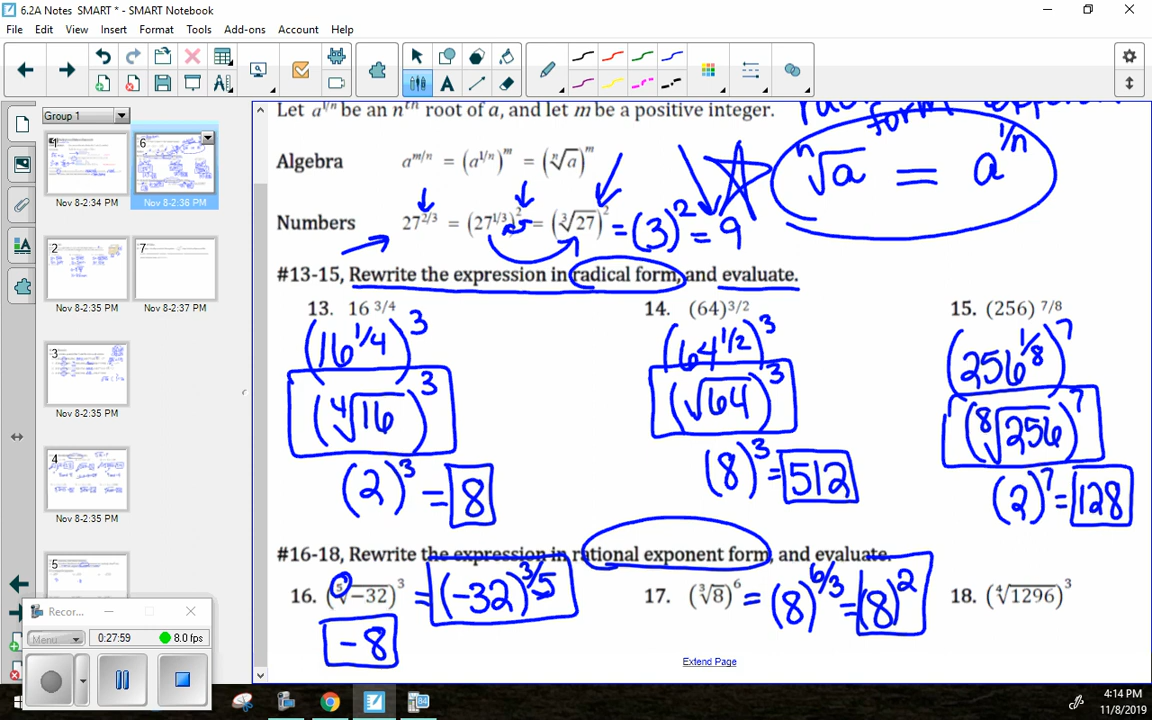 6.2A Notes SMART * - SMART Notebook
File Edit View Insert Format Tools Add-ons Account Help
Group 1
1
Nov 8-2:34 PM
6
Nov 8-2:36 PM
2
Nov 8-2:35 PM
7
Nov 8-2:37 PM
3
Nov 8-2:35 PM
4
Nov 8-2:35 PM
5
Let a^{1/n} be an n^{th} root of a, and let m be a positive integer.
form
ⁿ√a = a^{1/n}
Algebra a^{m/n} = (a^{1/n})^m = (ⁿ√a)^m
Numbers 27^{2/3} = (27^{1/3})^2 = (³√27)^2 = (3)^2 = 9
#13-15, Rewrite the expression in radical form, and evaluate.
13. 16 ^{3/4} 14. (64)^{3/2} 15. (256) ^{7/8}
(16^{1/4})^3 (64^{1/2})^3 (256^{1/8})^7
(⁴√16)^3 (√64)^3 (⁸√256)^7
(2)^3 = 8 (8)^3 = 512 (2)^7 = 128
#16-18, Rewrite the expression in rational exponent form, and evaluate.
16. (⁵√-32)^3 = (-32)^{3/5} 17. (³√8)^6 = (8)^{6/3} = (8)^2 18. (⁴√1296)^3
-8
Extend Page
Recor...
Menu 0:27:59 8.0 fps
4:14 PM
11/8/2019